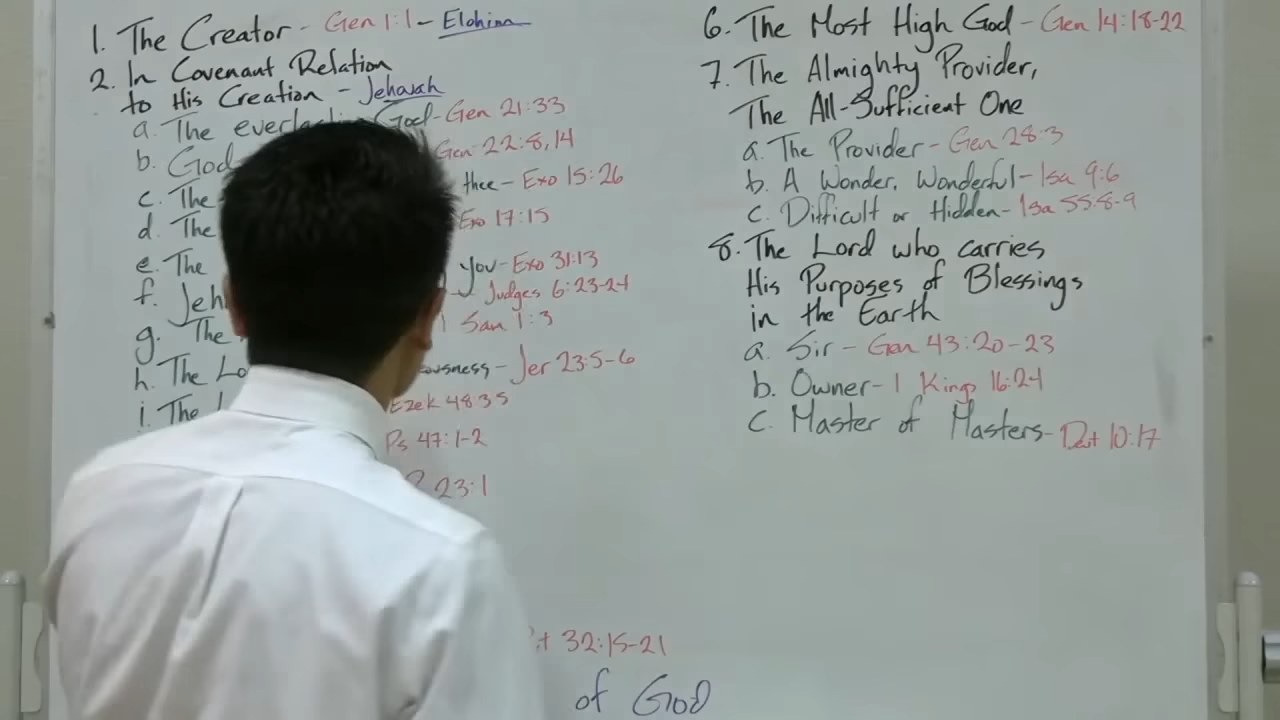 1. The Creator - Gen 1:1 - Elohim
2. In Covenant Relation
to His Creation - Jehovah
a. The everlasting God - Gen 21:33
b. God Gen 22:8,14
c. The thee - Exo 15:26
d. The Exo 17:15
e. The you - Exo 31:13
f. Jeh - Judges 6:23-24
g. The 1 Sam 1:3
h. The Lo ousness - Jer 23:5-6
i. The L Ezek 48:35
Ps 47:1-2
23:1
32:15-21
of God
6. The Most High God - Gen 14:18-22
7. The Almighty Provider,
The All-Sufficient One
a. The Provider - Gen 28:3
b. A Wonder, Wonderful - Isa 9:6
c. Difficult or Hidden - Isa 55:8-9
8. The Lord who carries
His Purposes of Blessings
in the Earth
a. Sir - Gen 43:20-23
b. Owner - 1 Kings 16:24
c. Master of Masters - Deut 10:17